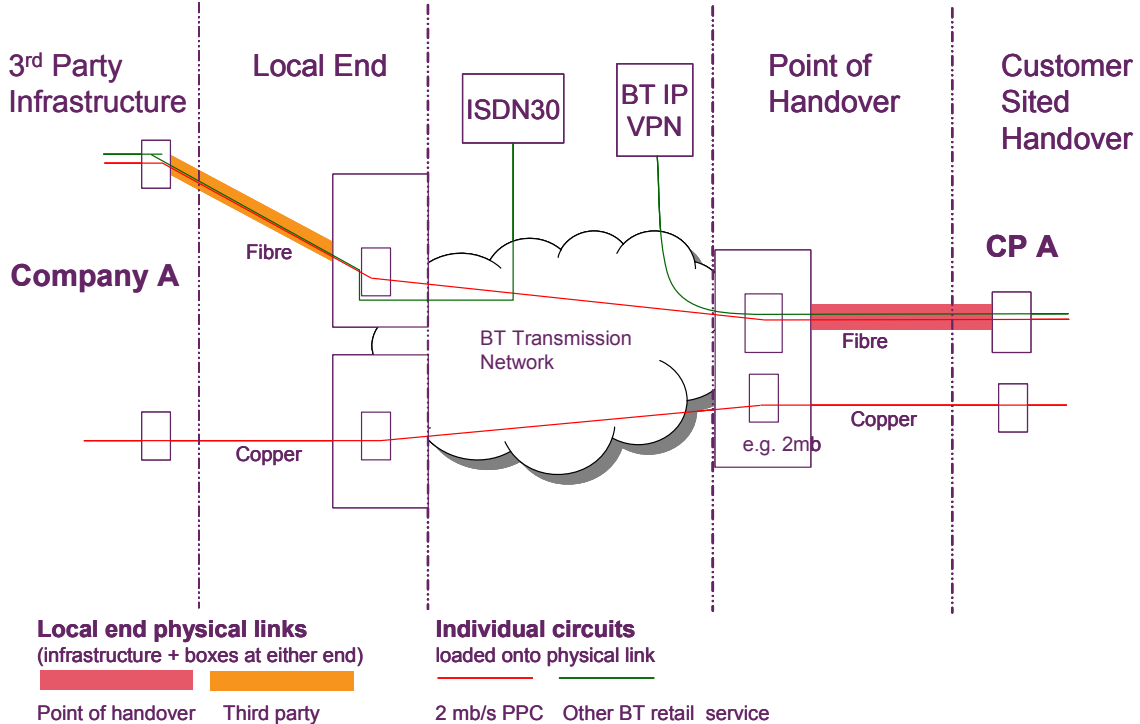 3rd Party
Infrastructure
Local End
ISDN30
BT IP
VPN
Point of
Handover
Customer
Sited
Handover
Fibre
Company A
CP A
BT Transmission
Network
Fibre
Copper
Copper
e.g. 2mb
Local end physical links
(infrastructure + boxes at either end)
Point of handover
Third party
Individual circuits
loaded onto physical link
2 mb/s PPC
Other BT retail service